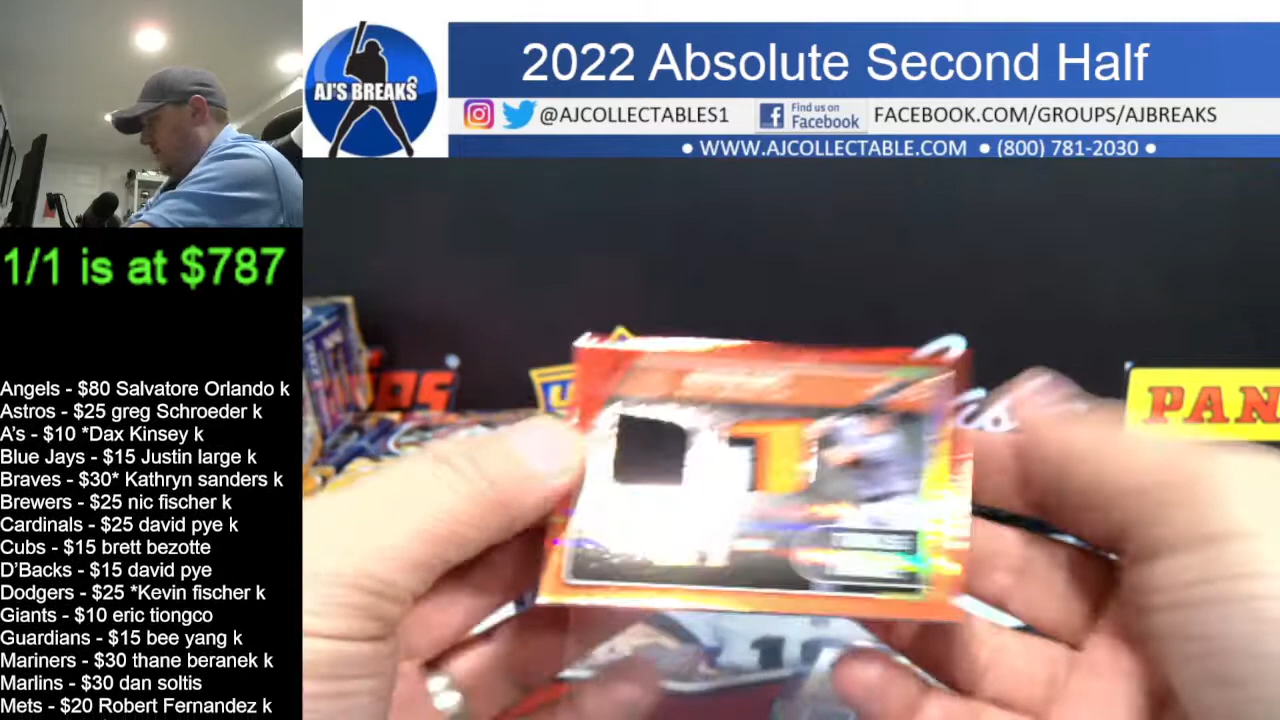 2022 Absolute Second Half
AJ'S BREAKS
@AJCOLLECTABLES1
Find us on
Facebook
FACEBOOK.COM/GROUPS/AJBREAKS
• WWW.AJCOLLECTABLE.COM • (800) 781-2030 •
1/1 is at $787
Angels - $80 Salvatore Orlando k
Astros - $25 greg Schroeder k
A's - $10 *Dax Kinsey k
Blue Jays - $15 Justin large k
Braves - $30* Kathryn sanders k
Brewers - $25 nic fischer k
Cardinals - $25 david pye k
Cubs - $15 brett bezotte
D'Backs - $15 david pye
Dodgers - $25 *Kevin fischer k
Giants - $10 eric tiongco
Guardians - $15 bee yang k
Mariners - $30 thane beranek k
Marlins - $30 dan soltis
Mets - $20 Robert Fernandez k
PAN